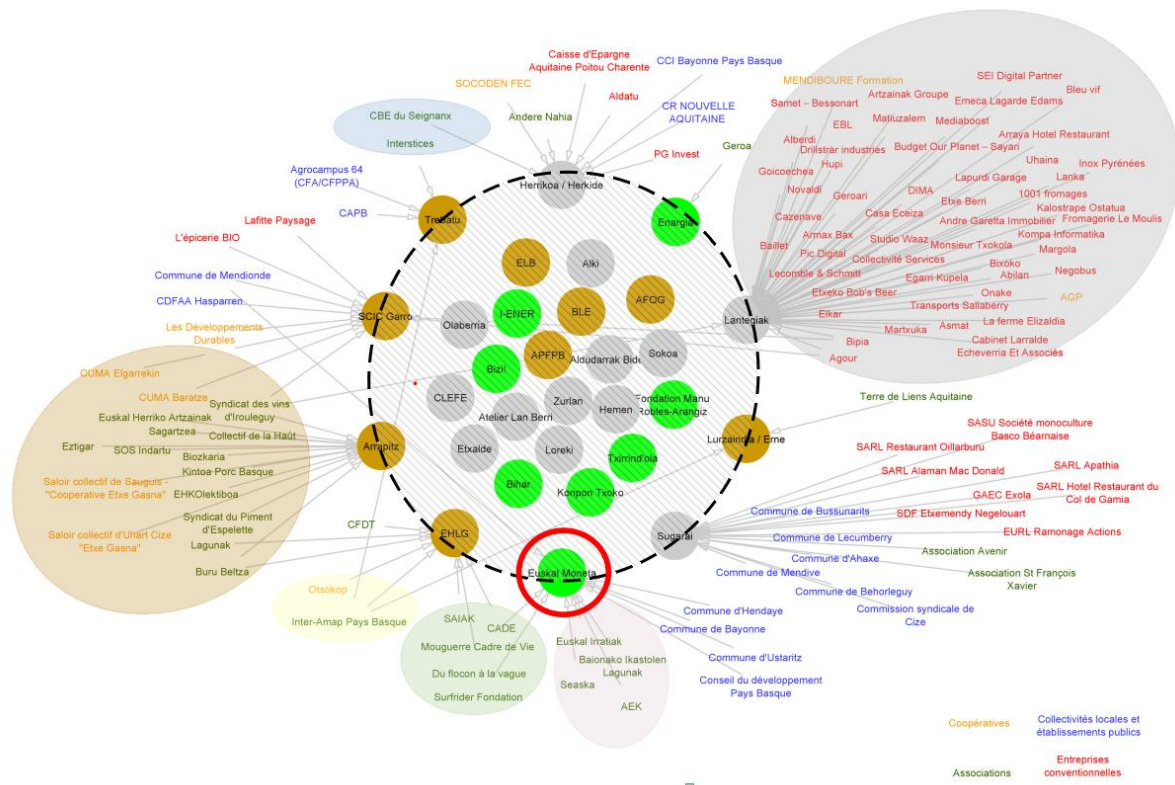 Caisse d'Epargne
Aquitaine Poitou Charente
CCI Bayonne Pays Basque
SOCODEN FEC
Aldatu
CR NOUVELLE
AQUITAINE
Andere Nahia
PG Invest
Geroa
CBE du Seignanx
Interstices
Agrocampus 64
(CFA/CFPPA)
CAPB
Lafitte Paysage
L'épicerie BIO
Commune de Mendionde
CDFAA Hasparren
Les Développements
Durables
CUMA Elgarrekin
CUMA Baratze
Syndicat des vins
d'Irouleguy
Euskal Herriko Artzainak
Sagartzea
Collectif de la Haût
Eztigar
SOS Indartu
Biozkaria
Kintoa Porc Basque
Saloir collectif de Sauguis -
"Cooperative Etxe Gasna"
EHKOlektiboa
Syndicat du Piment
d'Espelette
Saloir collectif d'Uhart Cize
"Etxe Gasna"
Lagunak
Buru Beltza
CFDT
Otsokop
Inter-Amap Pays Basque
SAIAK
CADE
Mouguerre Cadre de Vie
Du flocon à la vague
Surfrider Fondation
Euskal Irratiak
Baionako Ikastolen
Lagunak
Seaska
AEK
Herrikoa / Herkide
Trebatu
Enargia
ELB
Alki
AFOG
SCIC Garro
Olaberria
I-ENER
BLE
Lantegiak
APFPB
Aldudarrak Bide
Sokoa
Bizi!
CLEFE
Zurlan
Fondation Manu
Robles-Arangiz
Atelier Lan Berri
Hemen
Arrapitz
Etxalde
Loreki
Txirrind'ola
Lurzaindia / Erne
Bihar
Konpon Txoko
EHLG
Sugarai
Euskal Moneta
MENDIBOURE Formation
SEI Digital Partner
Bleu vif
Samet – Bessonart
Artzainak Groupe
Emeca Lagarde Edams
EBL
Matiuzalem
Mediaboost
Alberdi
Drillstar industries
Budget Our Planet – Sayari
Arraya Hotel Restaurant
Goicoechea
Hupi
Uhaina
Inox Pyrénées
Lapurdi Garage
Lanka
Novaldi
Geroari
DIMA
Etxe Berri
1001 fromages
Kalostrape Ostatua
Cazenave
Casa Eceiza
Andre Garetta Immobilier
Fromagerie Le Moulis
Armax Bax
Studio Waaz
Kompa Informatika
Baillet
Pic Digital
Monsieur Txokola
Margola
Collectivité Services
Bixoko
Lecomble & Schmitt
Egarri Kupela
Abilan
Negobus
Etxeko Bob's Beer
Onake
AGP
Elkar
Transports Sallaberry
Martxuka
Asmat
La ferme Elizaldia
Bipia
Cabinet Larralde
Echeverria Et Associés
Agour
Terre de Liens Aquitaine
SASU Société monoculture
Basco Béarnaise
SARL Restaurant Oillarburu
SARL Alaman Mac Donald
SARL Apathia
GAEC Exola
SARL Hotel Restaurant du
Col de Gamia
SDF Etxemendy Negelouart
Commune de Bussunarits
EURL Ramonage Actions
Commune de Lecumberry
Association Avenir
Commune d'Ahaxe
Commune de Mendive
Association St François
Xavier
Commune de Behorleguy
Commission syndicale de
Cize
Commune d'Hendaye
Commune de Bayonne
Commune d'Ustaritz
Conseil du développement
Pays Basque
Coopératives
Collectivités locales et
établissements publics
Associations
Entreprises
conventionnelles